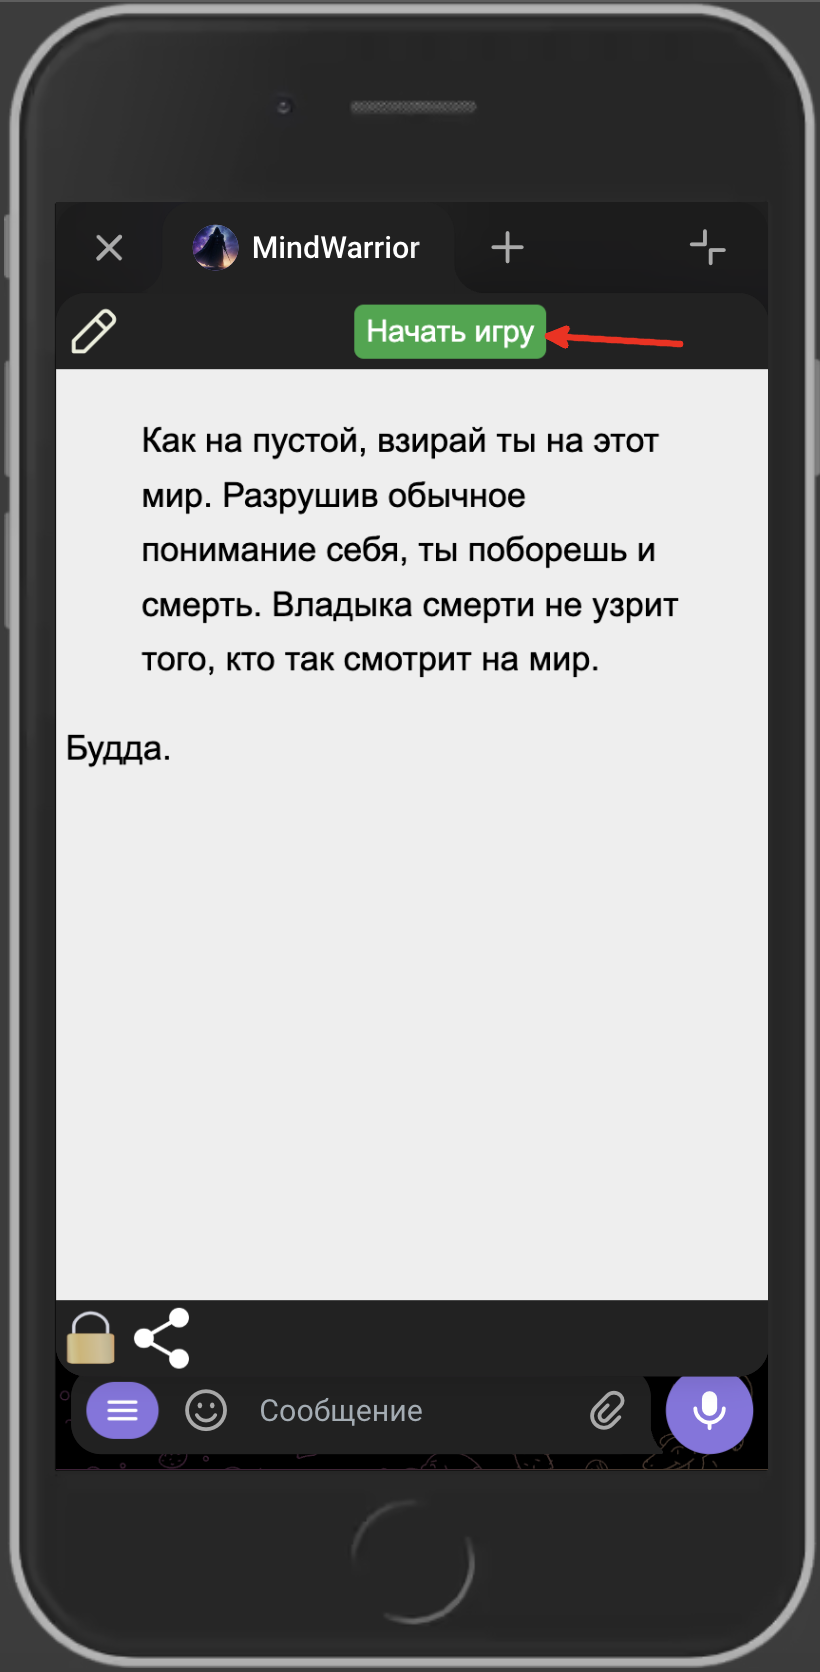 MindWarrior
Начать игру
Как на пустой, взирай ты на этот
мир. Разрушив обычное
понимание себя, ты поборешь и
смерть. Владыка смерти не узрит
того, кто так смотрит на мир.
Будда.
Сообщение